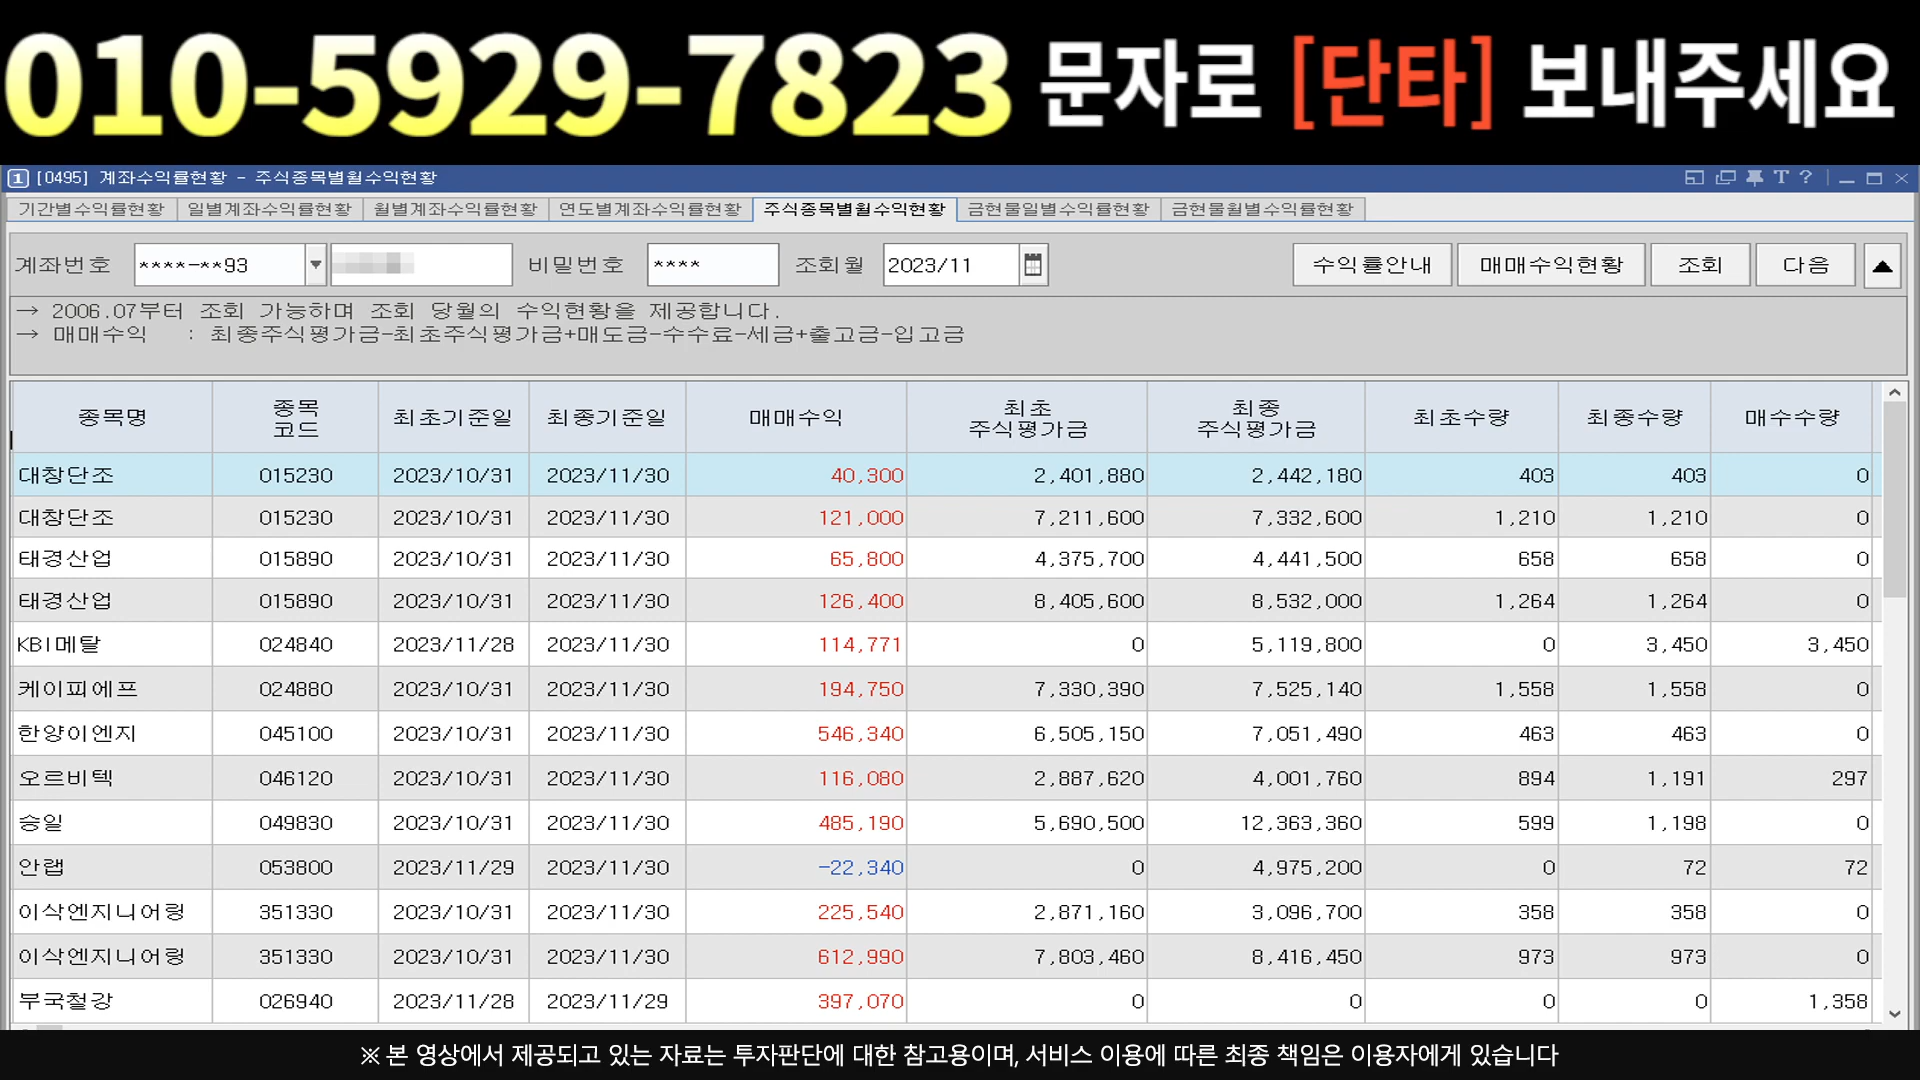 010-5929-7823 문자로 [단타] 보내주세요
1 [0495] 계좌수익률현황 - 주식종목별월수익현황
기간별수익률현황 일별계좌수익률현황 월별계좌수익률현황 연도별계좌수익률현황 주식종목별월수익현황 금현물일별수익률현황 금현물월별수익률현황
계좌번호 ****-**93 비밀번호 **** 조회월 2023/11 수익률안내 매매수익현황 조회 다음
→ 2006.07부터 조회 가능하며 조회 당월의 수익현황을 제공합니다.
→ 매매수익 : 최종주식평가금-최초주식평가금+매도금-수수료-세금+출고금-입고금
종목명 종목코드 최초기준일 최종기준일 매매수익 최초주식평가금 최종주식평가금 최초수량 최종수량 매수수량
대창단조 015230 2023/10/31 2023/11/30 40,300 2,401,880 2,442,180 403 403 0
대창단조 015230 2023/10/31 2023/11/30 121,000 7,211,600 7,332,600 1,210 1,210 0
태경산업 015890 2023/10/31 2023/11/30 65,800 4,375,700 4,441,500 658 658 0
태경산업 015890 2023/10/31 2023/11/30 126,400 8,405,600 8,532,000 1,264 1,264 0
KBI메탈 024840 2023/11/28 2023/11/30 114,771 0 5,119,800 0 3,450 3,450
케이피에프 024880 2023/10/31 2023/11/30 194,750 7,330,390 7,525,140 1,558 1,558 0
한양이엔지 045100 2023/10/31 2023/11/30 546,340 6,505,150 7,051,490 463 463 0
오르비텍 046120 2023/10/31 2023/11/30 116,080 2,887,620 4,001,760 894 1,191 297
승일 049830 2023/10/31 2023/11/30 485,190 5,690,500 12,363,360 599 1,198 0
안랩 053800 2023/11/29 2023/11/30 -22,340 0 4,975,200 0 72 72
이삭엔지니어링 351330 2023/10/31 2023/11/30 225,540 2,871,160 3,096,700 358 358 0
이삭엔지니어링 351330 2023/10/31 2023/11/30 612,990 7,803,460 8,416,450 973 973 0
부국철강 026940 2023/11/28 2023/11/29 397,070 0 0 0 0 1,358
※ 본 영상에서 제공되고 있는 자료는 투자판단에 대한 참고용이며, 서비스 이용에 따른 최종 책임은 이용자에게 있습니다